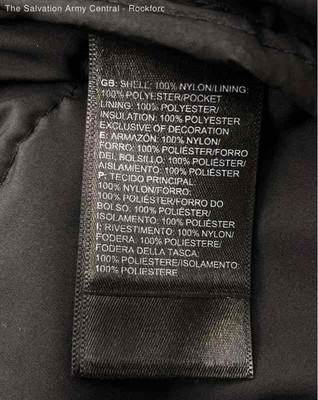 The Salvation Army Central - Rockford
GB: SHELL: 100% NYLON/LINING:
100% POLYESTER/POCKET
LINING: 100% POLYESTER/
INSULATION: 100% POLYESTER
EXCLUSIVE OF DECORATION
E: ARMAZÓN: 100% NYLON/
FORRO: 100% POLIÉSTER/FORRO
DEL BOLSILLO: 100% POLIÉSTER/
AISLAMIENTO: 100% POLIÉSTER
P: TECIDO PRINCIPAL:
100% NYLON/FORRO:
100% POLIÉSTER/FORRO DO
BOLSO: 100% POLIÉSTER/
ISOLAMENTO: 100% POLIÉSTER
I: RIVESTIMENTO: 100% NYLON/
FODERA: 100% POLIESTERE/
FODERA DELLA TASCA:
100% POLIESTERE/ISOLAMENTO:
100% POLIESTERE